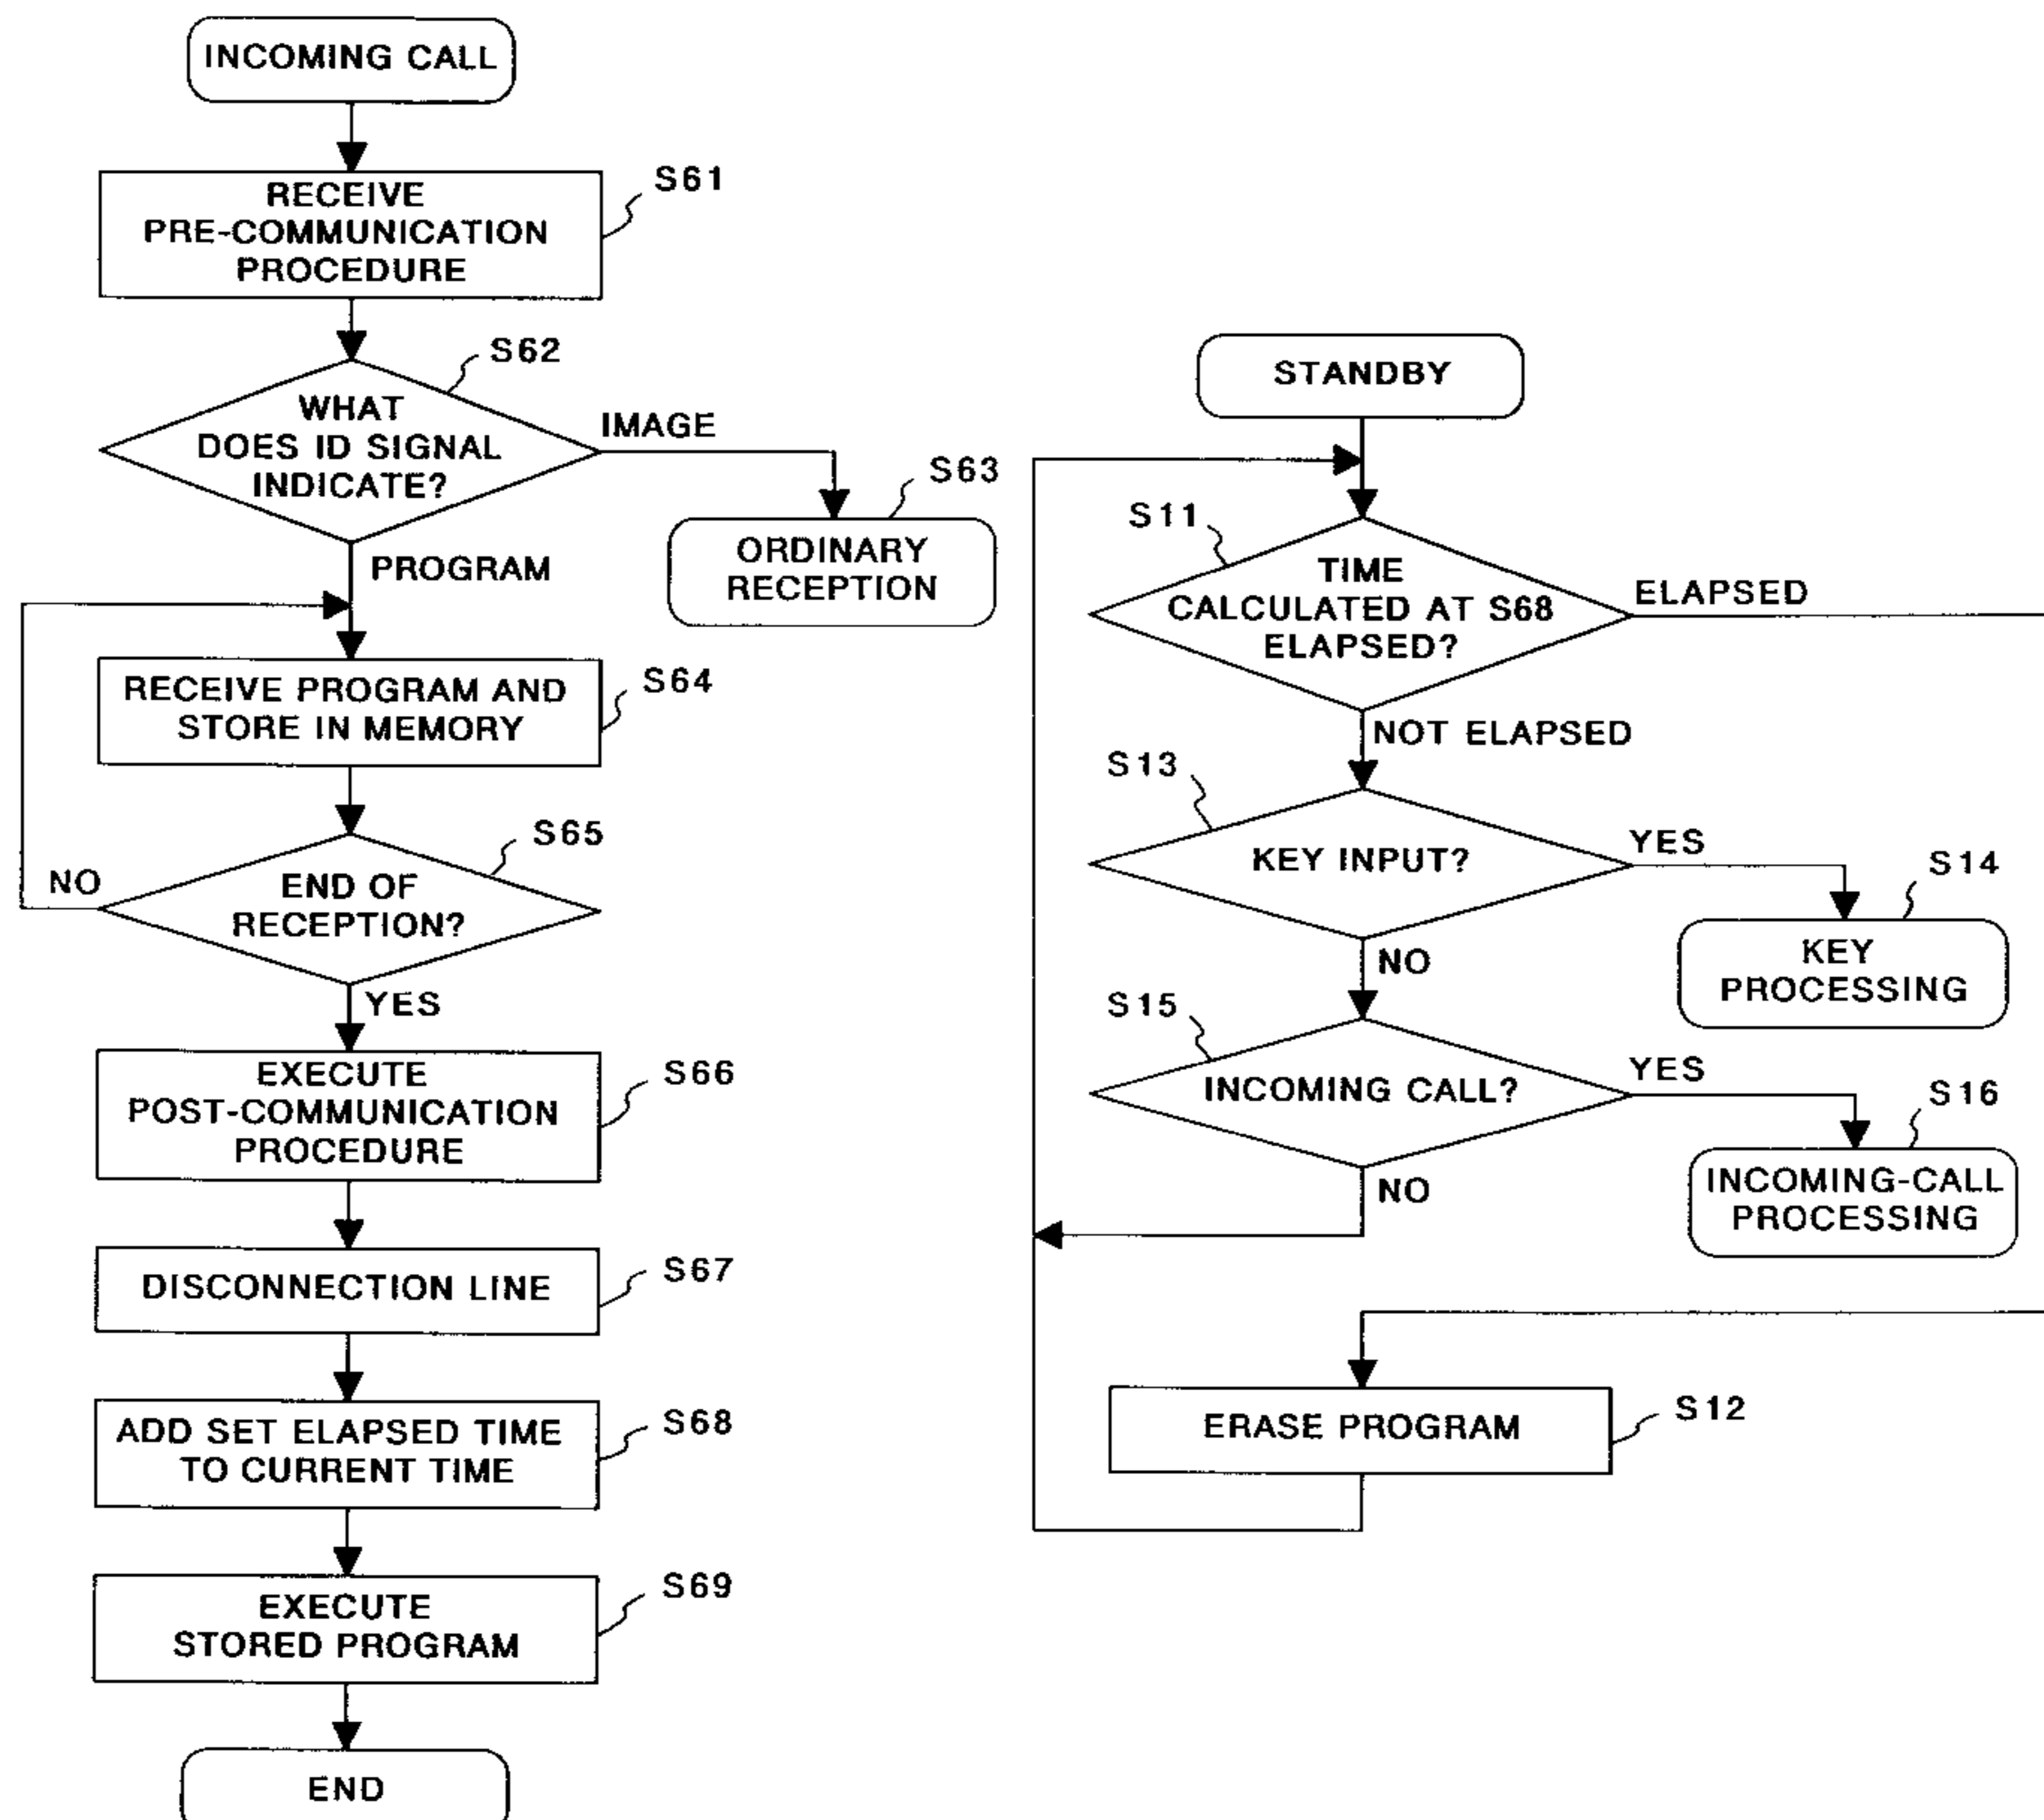 INCOMING CALL
S61
RECEIVE
PRE-COMMUNICATION
PROCEDURE
S62
WHAT
DOES ID SIGNAL
INDICATE?
IMAGE
S63
ORDINARY
RECEPTION
PROGRAM
S64
RECEIVE PROGRAM AND
STORE IN MEMORY
S65
END OF
RECEPTION?
NO
YES
S66
EXECUTE
POST-COMMUNICATION
PROCEDURE
S67
DISCONNECTION LINE
S68
ADD SET ELAPSED TIME
TO CURRENT TIME
S69
EXECUTE
STORED PROGRAM
END
STANDBY
S11
TIME
CALCULATED AT S68
ELAPSED?
ELAPSED
NOT ELAPSED
S13
KEY INPUT?
YES
S14
KEY
PROCESSING
NO
S15
INCOMING CALL?
YES
S16
INCOMING-CALL
PROCESSING
NO
S12
ERASE PROGRAM